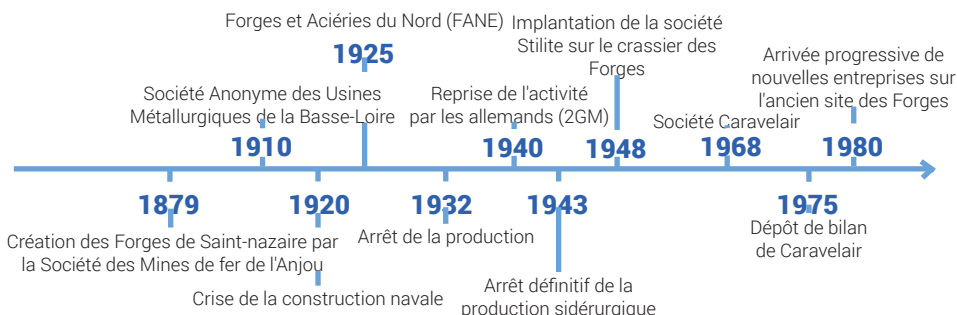 Forges et Aciéries du Nord (FANE)
1925
Implantation de la société
Stilite sur le crassier des
Forges
Arrivée progressive de
nouvelles entreprises sur
l'ancien site des Forges
Société Anonyme des Usines
Métallurgiques de la Basse-Loire
1910
Reprise de l'activité
par les allemands (2GM)
1940
1948
Société Caravelair
1968
1980
1879
Création des Forges de Saint-nazaire par
la Société des Mines de fer de l'Anjou
1920
Crise de la construction navale
1932
Arrêt de la production
1943
Arrêt définitif de la
production sidérurgique
1975
Dépôt de bilan
de Caravelair